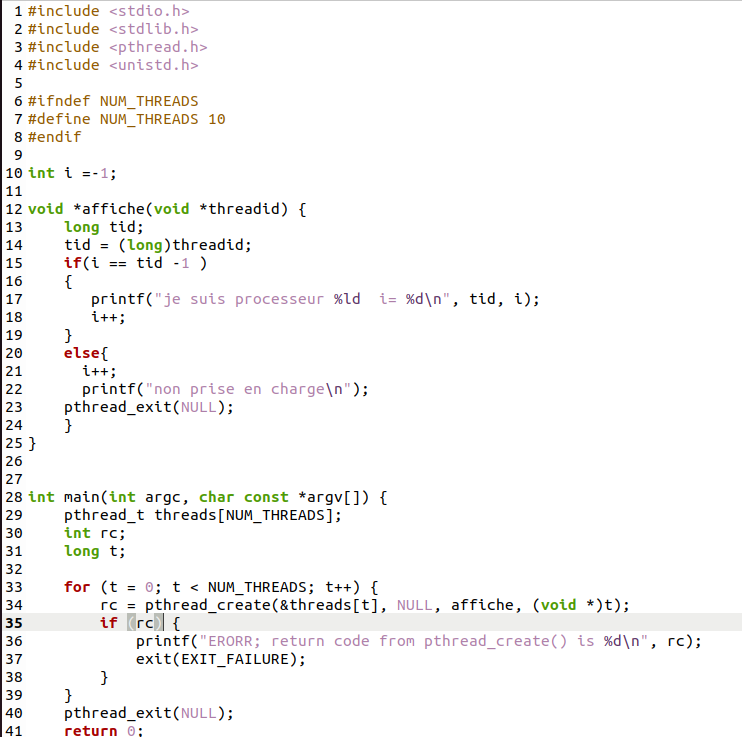 1 #include <stdio.h>
2 #include <stdlib.h>
3 #include <pthread.h>
4 #include <unistd.h>
5
6 #ifndef NUM_THREADS
7 #define NUM_THREADS 10
8 #endif
9
10 int i =-1;
11
12 void *affiche(void *threadid) {
13     long tid;
14     tid = (long)threadid;
15     if(i == tid -1 )
16     {
17        printf("je suis processeur %ld  i= %d\n", tid, i);
18        i++;
19     }
20     else{
21       i++;
22       printf("non prise en charge\n");
23     pthread_exit(NULL);
24     }
25 }
26
27
28 int main(int argc, char const *argv[]) {
29     pthread_t threads[NUM_THREADS];
30     int rc;
31     long t;
32
33     for (t = 0; t < NUM_THREADS; t++) {
34         rc = pthread_create(&threads[t], NULL, affiche, (void *)t);
35         if (rc) {
36             printf("ERORR; return code from pthread_create() is %d\n", rc);
37             exit(EXIT_FAILURE);
38         }
39     }
40     pthread_exit(NULL);
41     return 0;